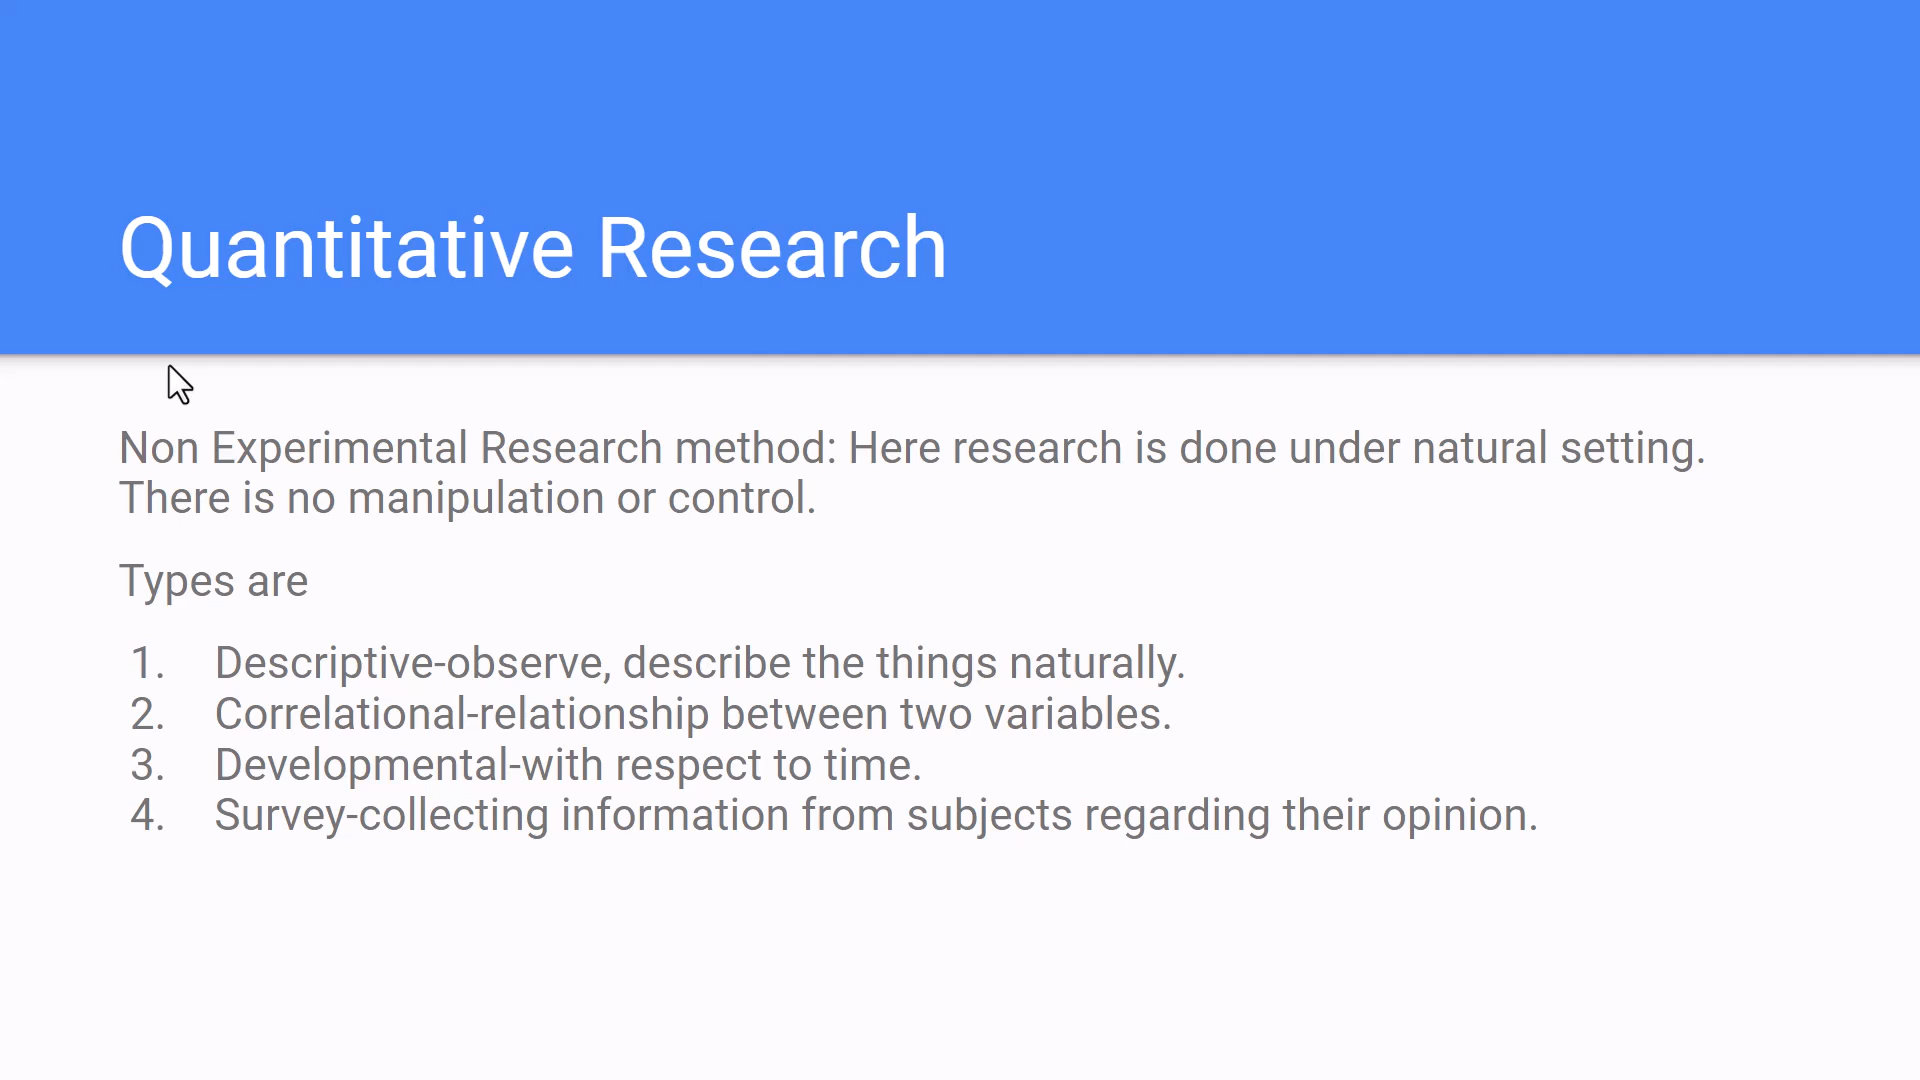 Quantitative Research
Non Experimental Research method: Here research is done under natural setting.
There is no manipulation or control.
Types are
1. Descriptive-observe, describe the things naturally.
2. Correlational-relationship between two variables.
3. Developmental-with respect to time.
4. Survey-collecting information from subjects regarding their opinion.